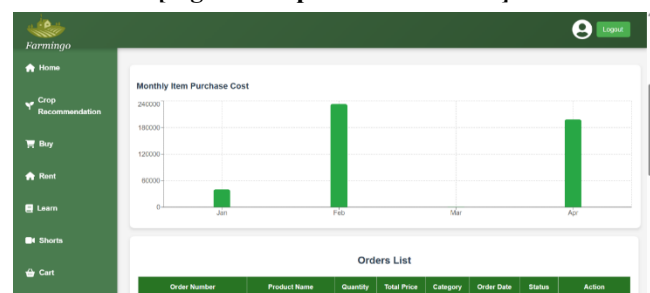 Farmingo
Logout
Home
Crop
Racommendation
Buy
Rent
Learn
Shorts
Cart
Monthly Item Purchase Cost
240000
180000
120000
60000
0
Jan
Feb
Mar
Apr
Orders List
Order Number Product Name Quantity Total Price Category Order Date Status Action